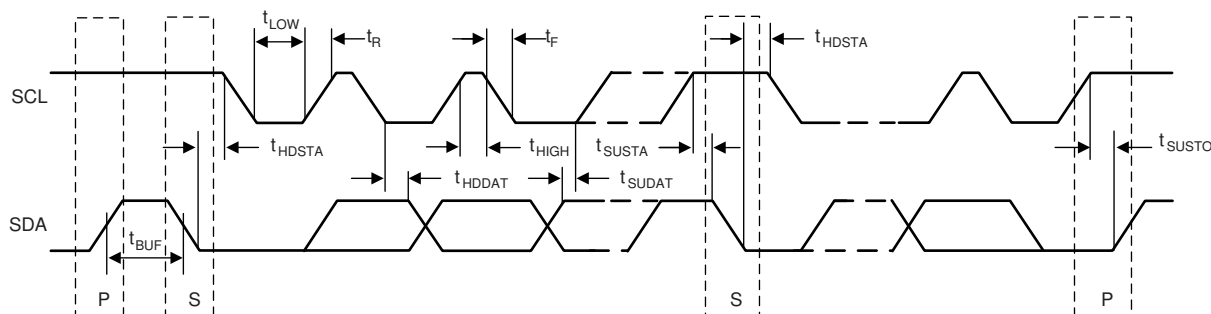 tLOW
tR
tF
tHDSTA
SCL
tHDSTA
tHIGH
tSUSTA
tSUSTO
tHDDAT
tSUDAT
SDA
tBUF
P
S
S
P